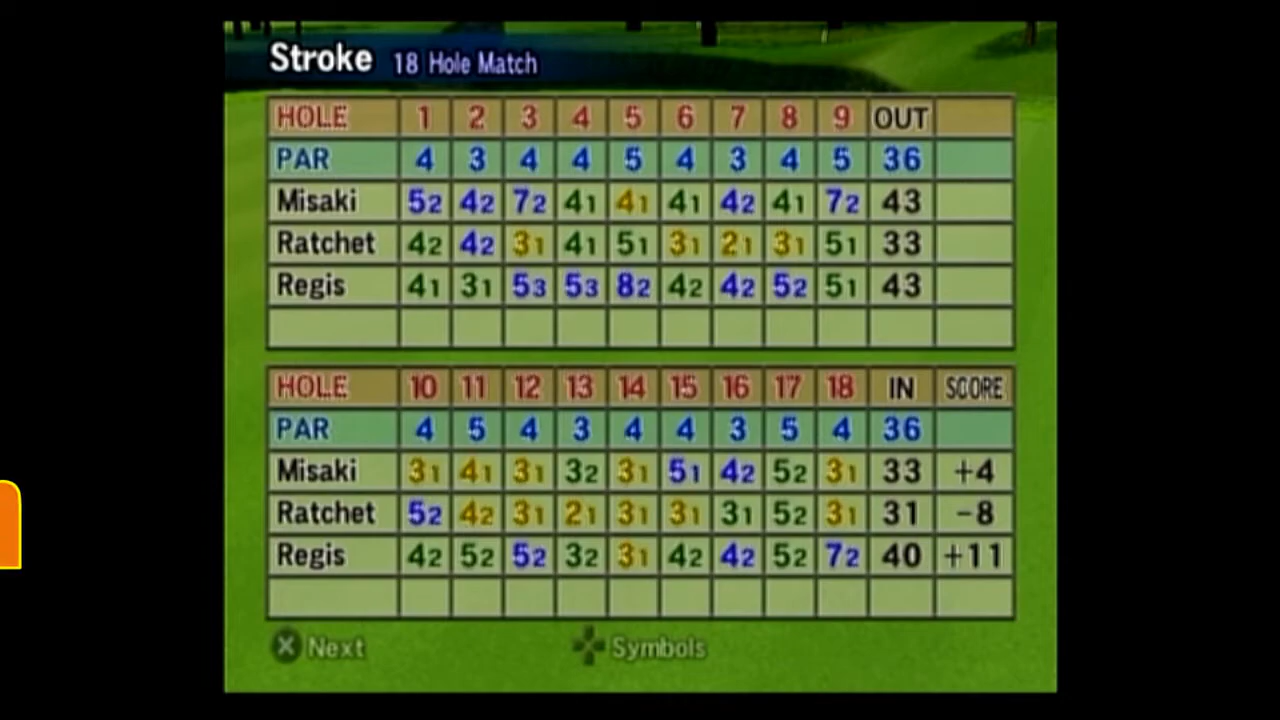 Stroke 18 Hole Match
HOLE 1 2 3 4 5 6 7 8 9 OUT
PAR 4 3 4 4 5 4 3 4 5 36
Misaki 52 42 72 41 41 41 42 41 72 43
Ratchet 42 42 31 41 51 31 21 31 51 33
Regis 41 31 53 53 82 42 42 52 51 43
HOLE 10 11 12 13 14 15 16 17 18 IN SCORE
PAR 4 5 4 3 4 4 3 5 4 36
Misaki 31 41 31 32 31 51 42 52 31 33 +4
Ratchet 52 42 31 21 31 31 31 52 31 31 -8
Regis 42 52 52 32 31 42 42 52 72 40 +11
X Next Symbols